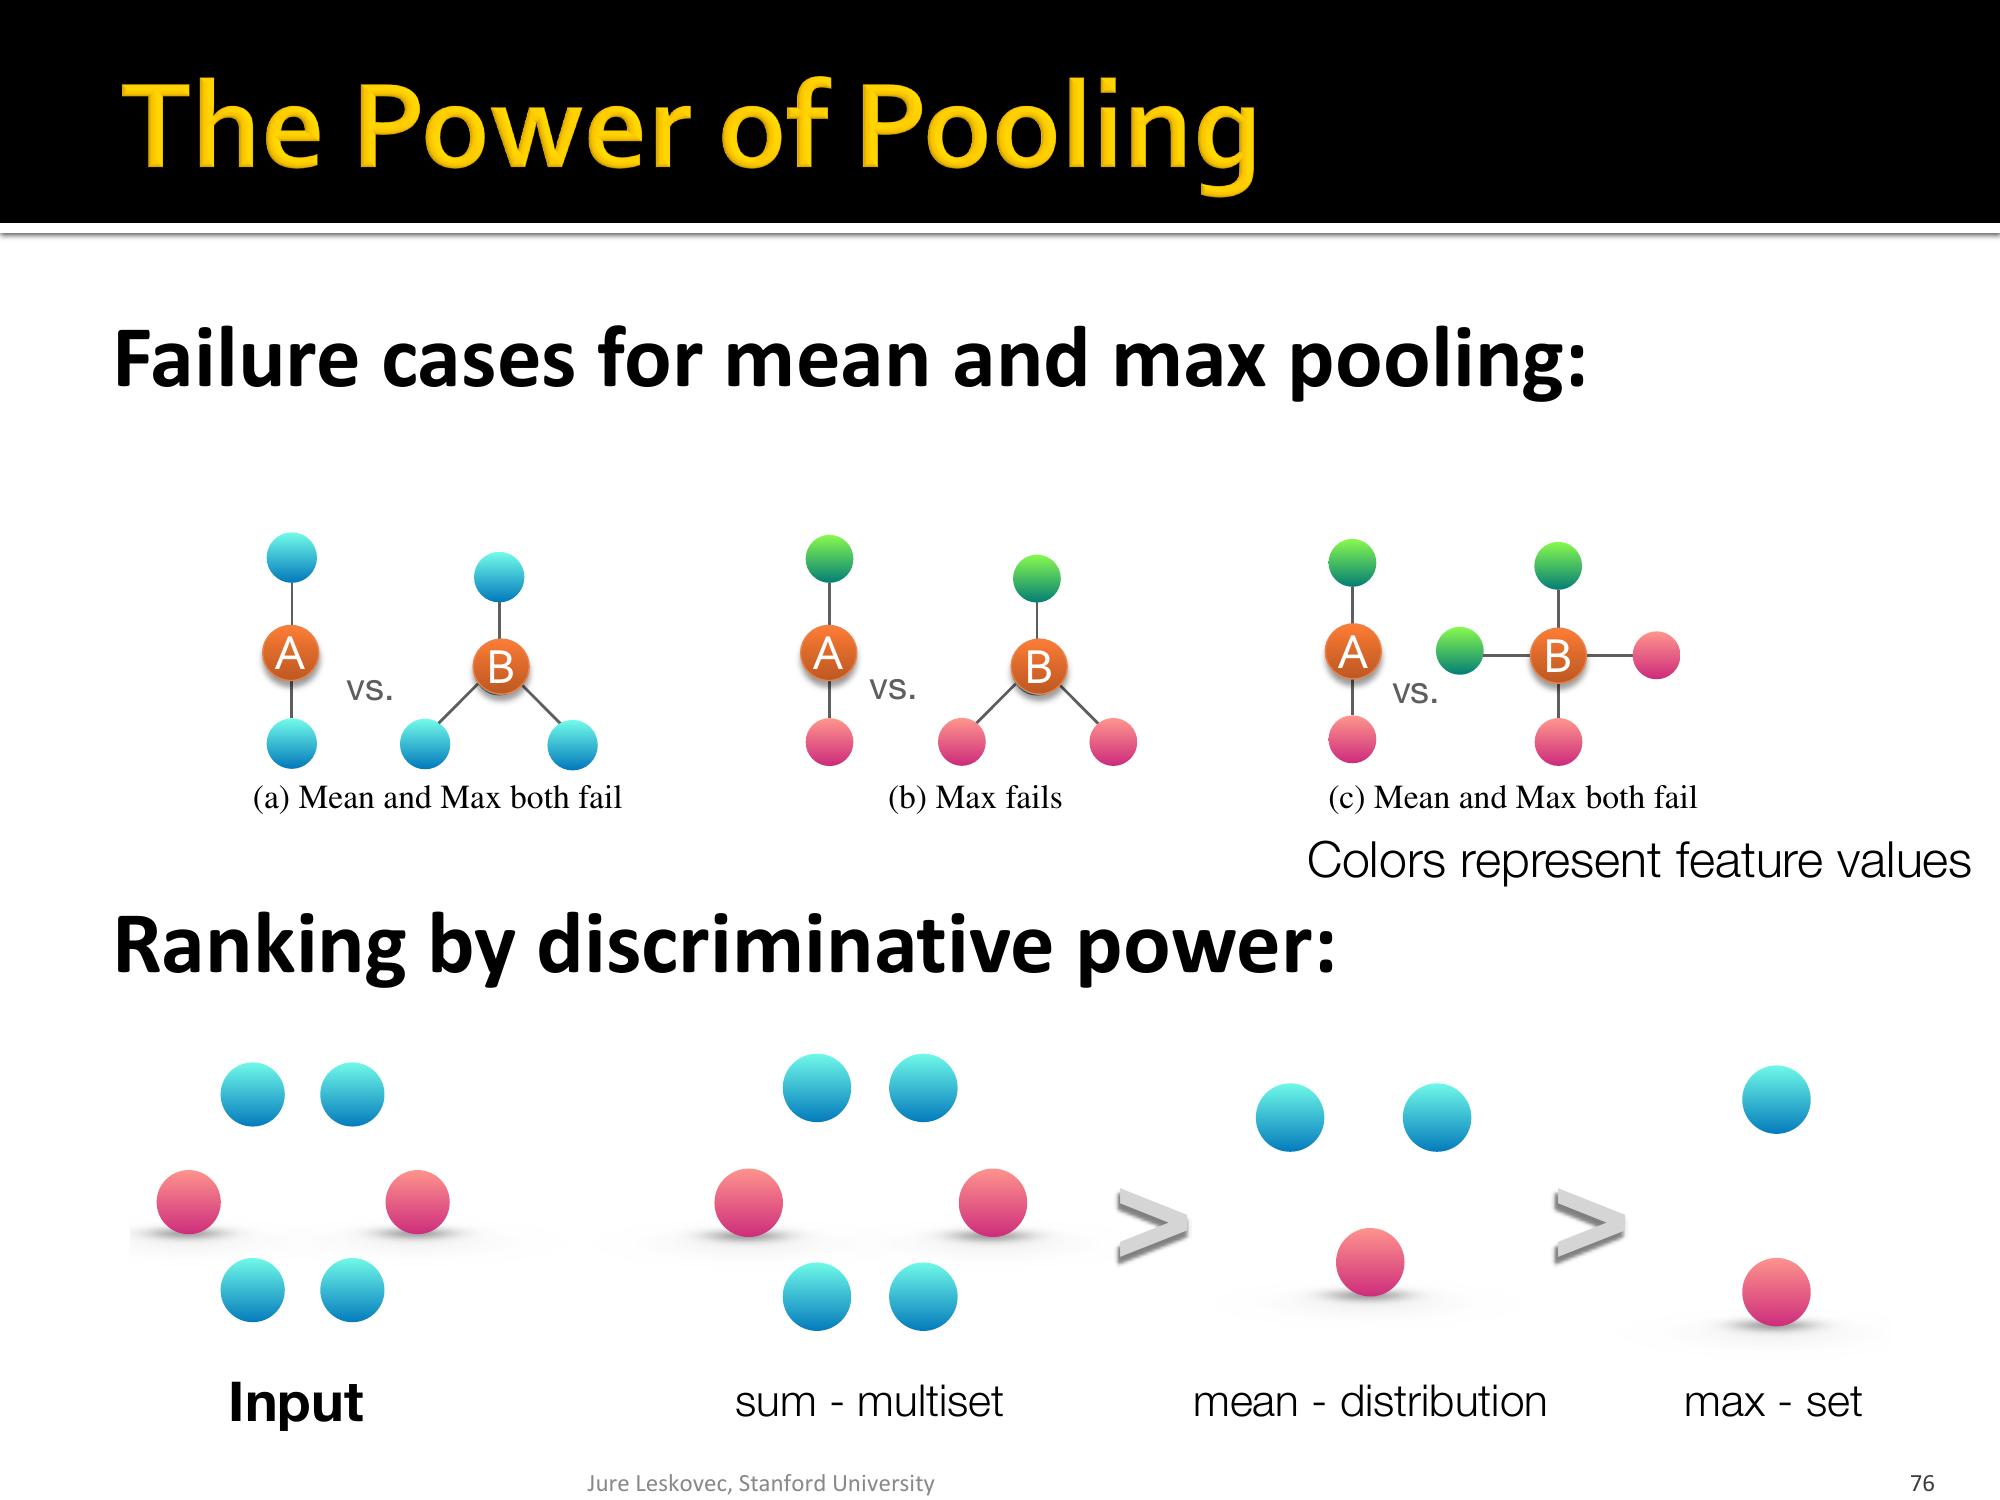 The Power of Pooling
Failure cases for mean and max pooling:
A vs. B
A vs. B
A vs. B
(a) Mean and Max both fail
(b) Max fails
(c) Mean and Max both fail
Colors represent feature values
Ranking by discriminative power:
> >
Input
sum - multiset
mean - distribution
max - set
Jure Leskovec, Stanford University
76